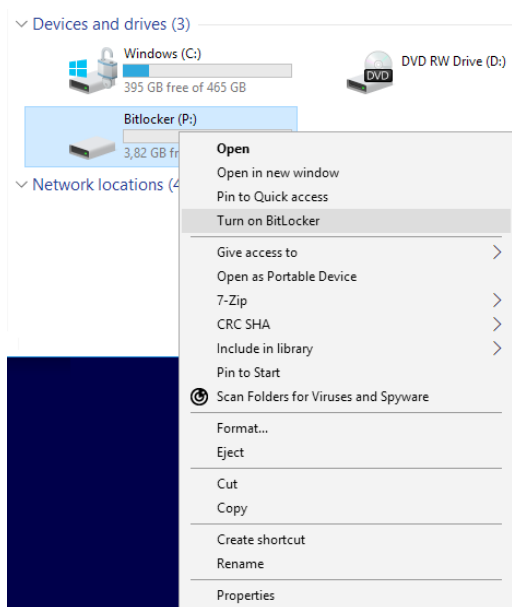 Devices and drives (3)
Windows (C:)
395 GB free of 465 GB
DVD RW Drive (D:)
DVD
Bitlocker (P:)
3,82 GB fr
Network locations (4
Open
Open in new window
Pin to Quick access
Turn on BitLocker
Give access to
Open as Portable Device
7-Zip
CRC SHA
Include in library
Pin to Start
Scan Folders for Viruses and Spyware
Format...
Eject
Cut
Copy
Create shortcut
Rename
Properties